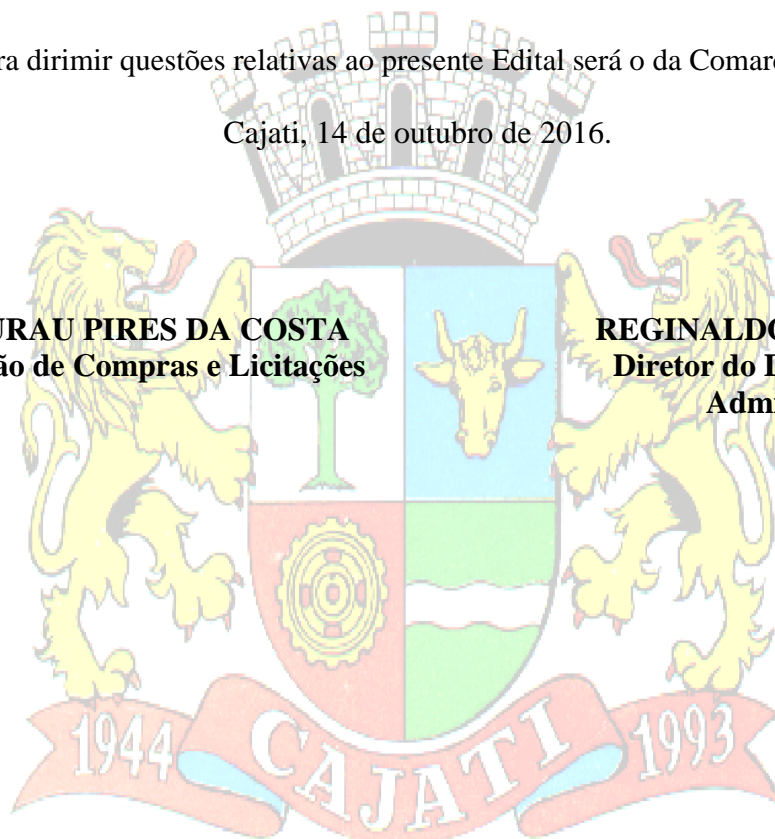 ra dirimir questões relativas ao presente Edital será o da Comarc
Cajati, 14 de outubro de 2016.
URAU PIRES DA COSTA
ão de Compras e Licitações
REGINALDO
Diretor do D
Admi
1944 CAJATI 1993